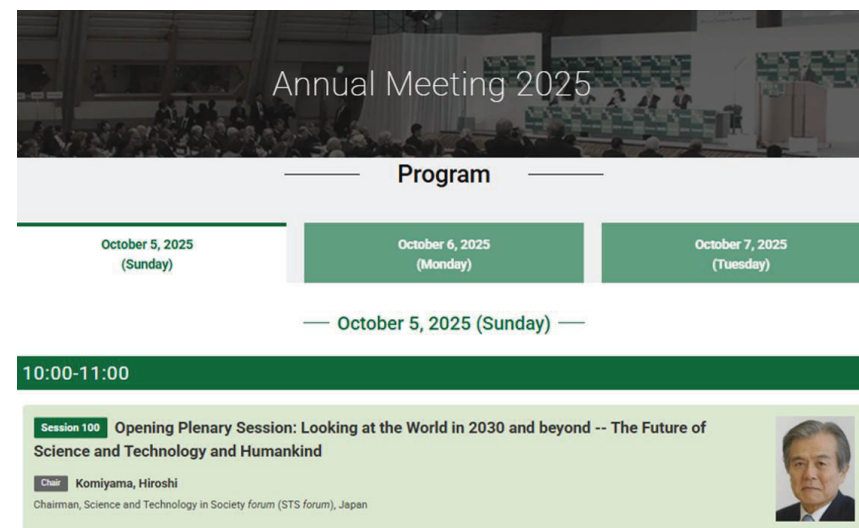 Annual Meeting 2025
Program
October 5, 2025
(Sunday)
October 6, 2025
(Monday)
October 7, 2025
(Tuesday)
October 5, 2025 (Sunday)
10:00-11:00
Session 100 Opening Plenary Session: Looking at the World in 2030 and beyond -- The Future of
Science and Technology and Humankind
Chair Komiyama, Hiroshi
Chairman, Science and Technology in Society forum (STS forum), Japan